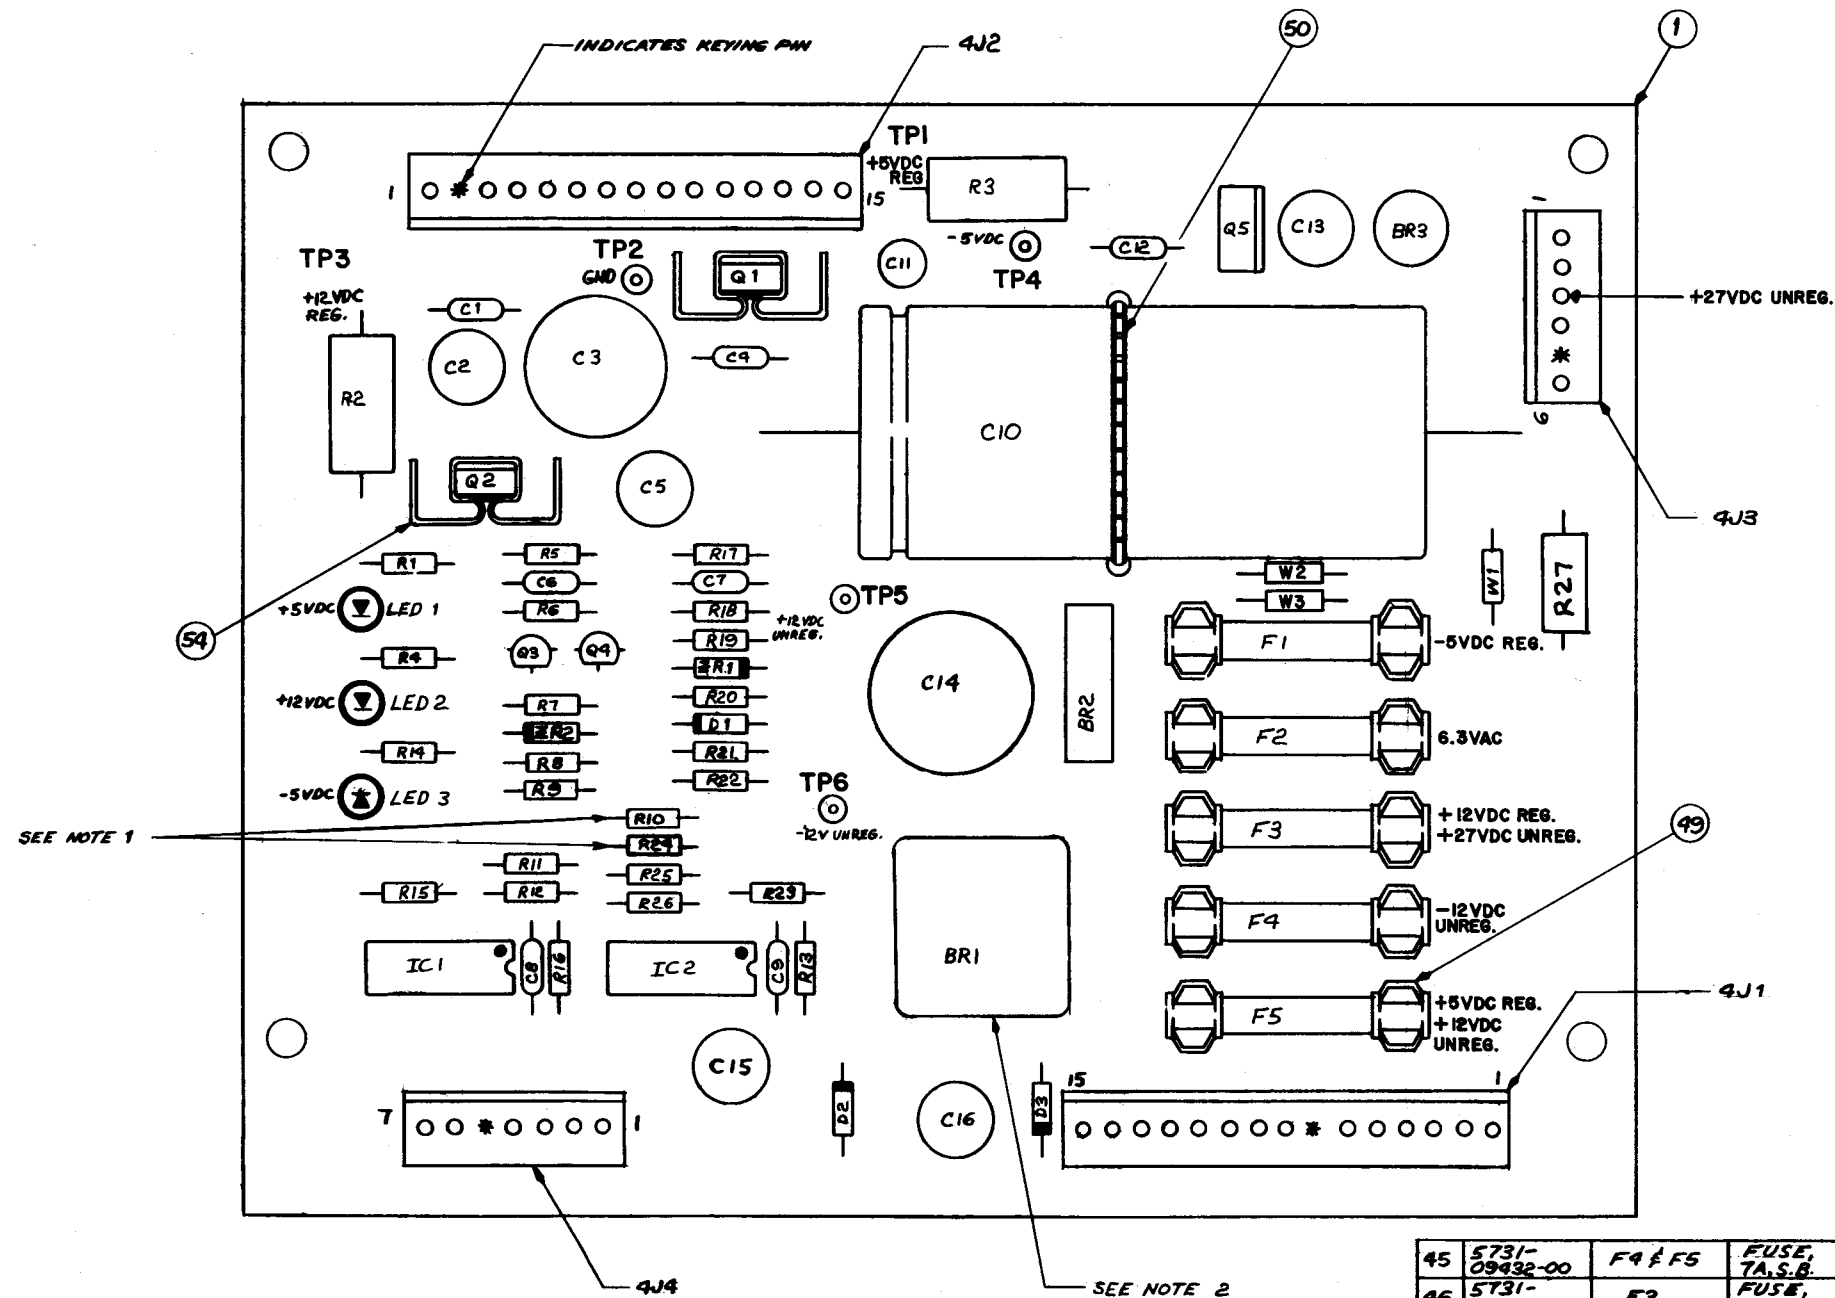 INDICATES KEYING PIN
4J2
50
1
TP1
+5VDC
REG
1
15
R3
-5VDC
TP4
C11
C12
Q5
C13
BR3
1
6
+27VDC UNREG.
4J3
TP3
+12VDC
REG.
TP2
GND
Q1
C1
C2
C3
C4
R2
Q2
C5
C10
54
R1
R5
R17
C6
C7
+5VDC
LED 1
R6
R18
TP5
+12VDC
UNREG.
R19
R4
Q3
Q4
ZR1
+12VDC
LED 2
R7
R20
ZR2
D1
R14
R8
R21
-5VDC
LED 3
R9
R22
W2
W3
W1
R27
C14
BR2
F1
-5VDC REG.
F2
6.3VAC
F3
+12VDC REG.
+27VDC UNREG.
49
F4
-12VDC
UNREG.
F5
+5VDC REG.
+12VDC
UNREG.
4J1
TP6
-12V UNREG.
SEE NOTE 1
R10
R24
R11
R25
R15
R12
R26
R23
IC1
C8
R16
IC2
C9
R13
BR1
C15
D2
C16
D3
15
1
7
1
4J4
SEE NOTE 2
45
5731-
09432-00
F4 & F5
FUSE,
7A, S.B.
46
5731-
F3
FUSE,